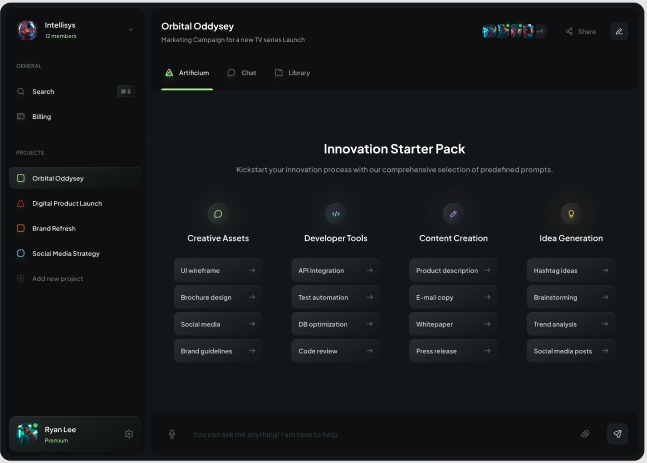 Intellisys
12 members
GENERAL
Search
⌘ S
Billing
PROJECTS
Orbital Oddysey
Digital Product Launch
Brand Refresh
Social Media Strategy
Add new project
Ryan Lee
Premium
Orbital Oddysey
Marketing Campaign for a new TV series Launch
+4
Share
Artificium
Chat
Library
Innovation Starter Pack
Kickstart your innovation process with our comprehensive selection of predefined prompts.
Creative Assets
UI wireframe
Brochure design
Social media
Brand guidelines
Developer Tools
API integration
Test automation
DB optimization
Code review
Content Creation
Product description
E-mail copy
Whitepaper
Press release
Idea Generation
Hashtag ideas
Brainstorming
Trend analysis
Social media posts
You can ask me anything! I am here to help.